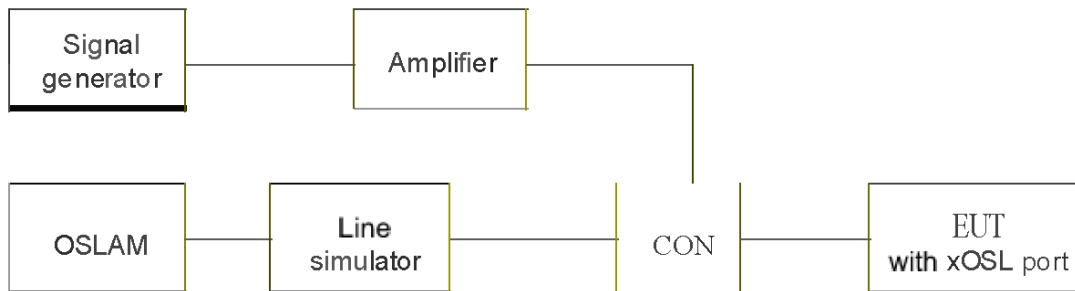 Signal
generator
Amplifier
OSLAM
Line
simulator
CON
EUT
with xOSL port